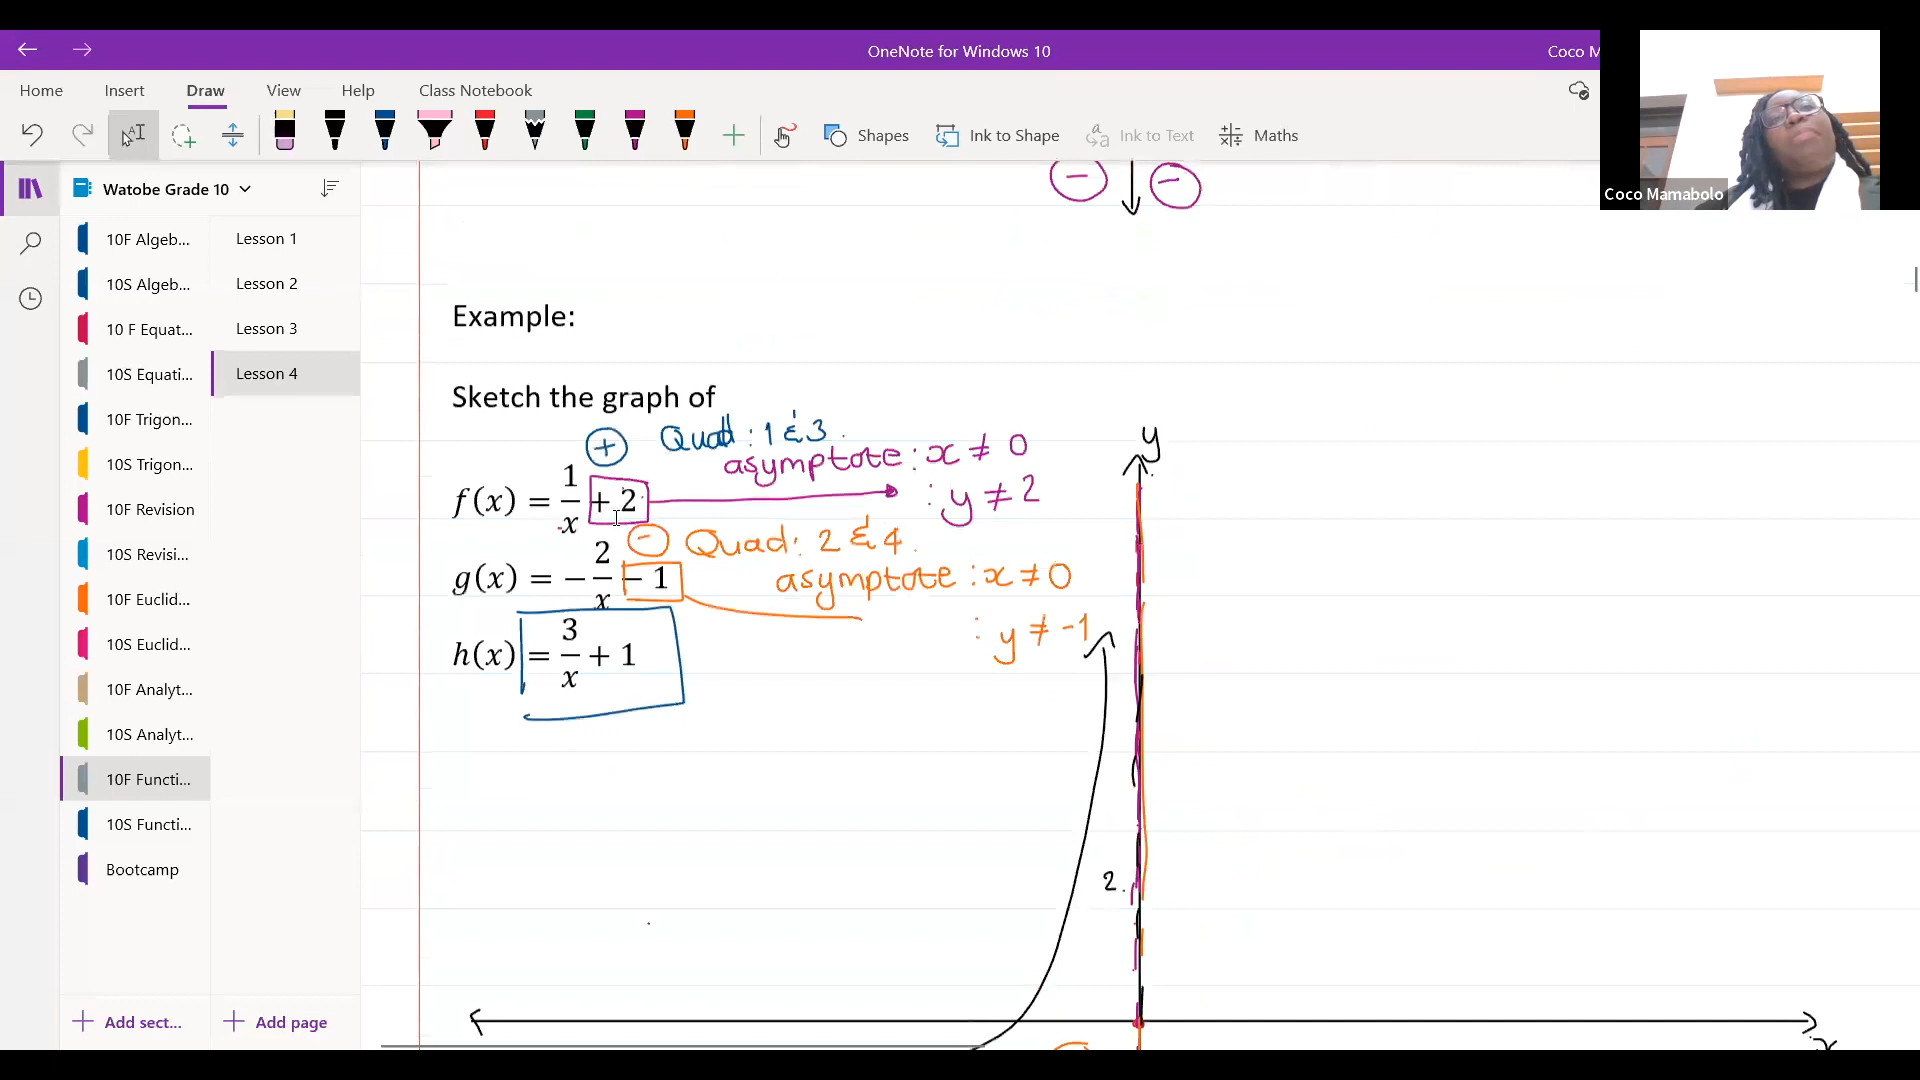 OneNote for Windows 10
Coco M
Home Insert Draw View Help Class Notebook
Shapes Ink to Shape Ink to Text Maths
Coco Mamabolo
Watobe Grade 10
10F Algeb...
10S Algeb...
10 F Equat...
10S Equati...
10F Trigon...
10S Trigon...
10F Revision
10S Revisi...
10F Euclid...
10S Euclid...
10F Analyt...
10S Analyt...
10F Functi...
10S Functi...
Bootcamp
Add sect...
Lesson 1
Lesson 2
Lesson 3
Lesson 4
Add page
− −
Example:
Sketch the graph of
+ Quad : 1 & 3.
asymptote : x ≠ 0
f(x) = 1/x + 2
: y ≠ 2
− Quad: 2 & 4.
g(x) = −2/x − 1
asymptote : x ≠ 0
: y ≠ -1
h(x) = 3/x + 1
y
2
x